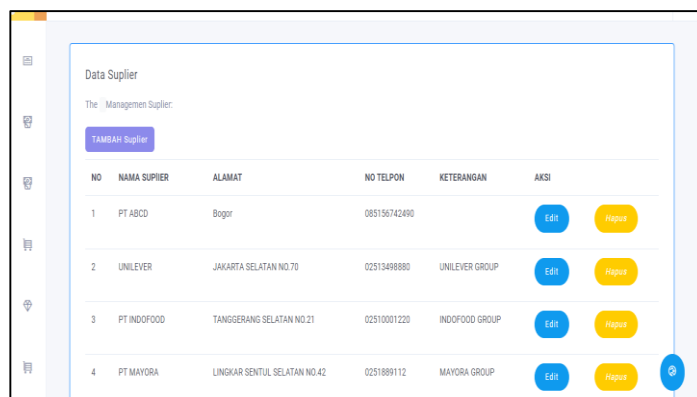 Data Suplier
The Managemen Suplier.
TAMBAH Suplier
NO NAMA SUPlIER ALAMAT NO TELPON KETERANGAN AKSI
1 PT ABCD Bogor 085156742490 Edit Hapus
2 UNILEVER JAKARTA SELATAN NO.70 02513498880 UNILEVER GROUP Edit Hapus
3 PT INDOFOOD TANGGERANG SELATAN NO.21 02510001220 INDOFOOD GROUP Edit Hapus
4 PT MAYORA LINGKAR SENTUL SELATAN NO.42 0251889112 MAYORA GROUP Edit Hapus